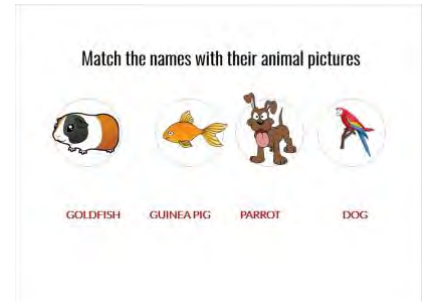 Match the names with their animal pictures
GOLDFISH GUINEA PIG PARROT DOG